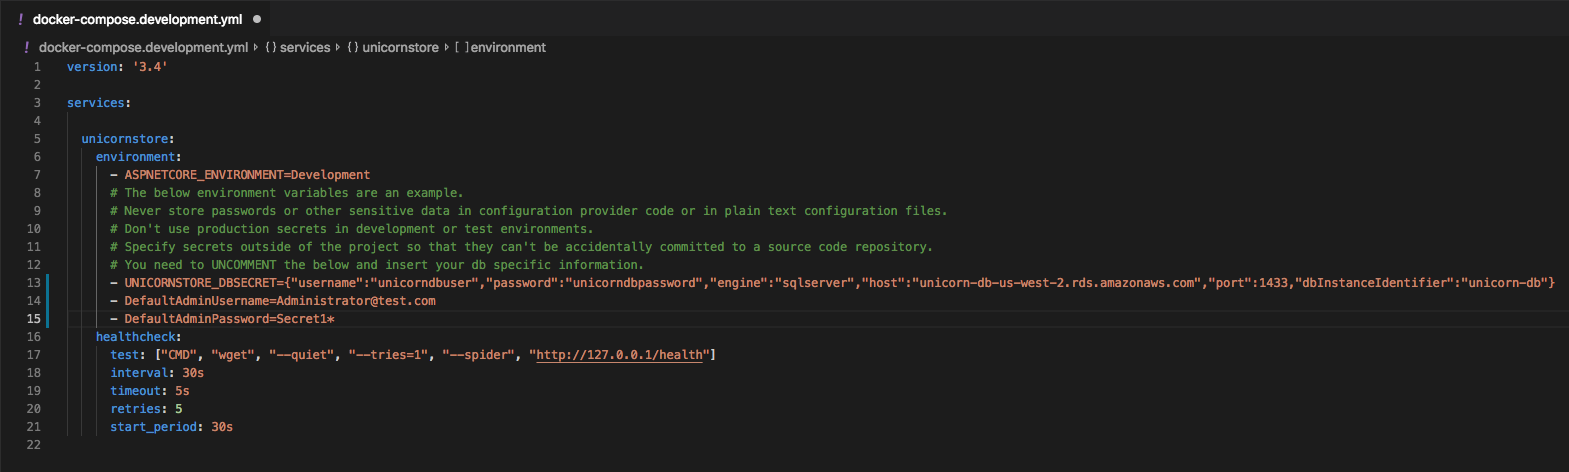 ! docker-compose.development.yml ●
! docker-compose.development.yml ▸ {} services ▸ {} unicornstore ▸ [ ] environment
1 version: '3.4'
2
3 services:
4
5 unicornstore:
6 environment:
7 - ASPNETCORE_ENVIRONMENT=Development
8 # The below environment variables are an example.
9 # Never store passwords or other sensitive data in configuration provider code or in plain text configuration files.
10 # Don't use production secrets in development or test environments.
11 # Specify secrets outside of the project so that they can't be accidentally committed to a source code repository.
12 # You need to UNCOMMENT the below and insert your db specific information.
13 - UNICORNSTORE_DBSECRET={"username":"unicorndbuser","password":"unicorndbpassword","engine":"sqlserver","host":"unicorn-db-us-west-2.rds.amazonaws.com","port":1433,"dbInstanceIdentifier":"unicorn-db"}
14 - DefaultAdminUsername=Administrator@test.com
15 - DefaultAdminPassword=Secret1*
16 healthcheck:
17 test: ["CMD", "wget", "--quiet", "--tries=1", "--spider", "http://127.0.0.1/health"]
18 interval: 30s
19 timeout: 5s
20 retries: 5
21 start_period: 30s
22